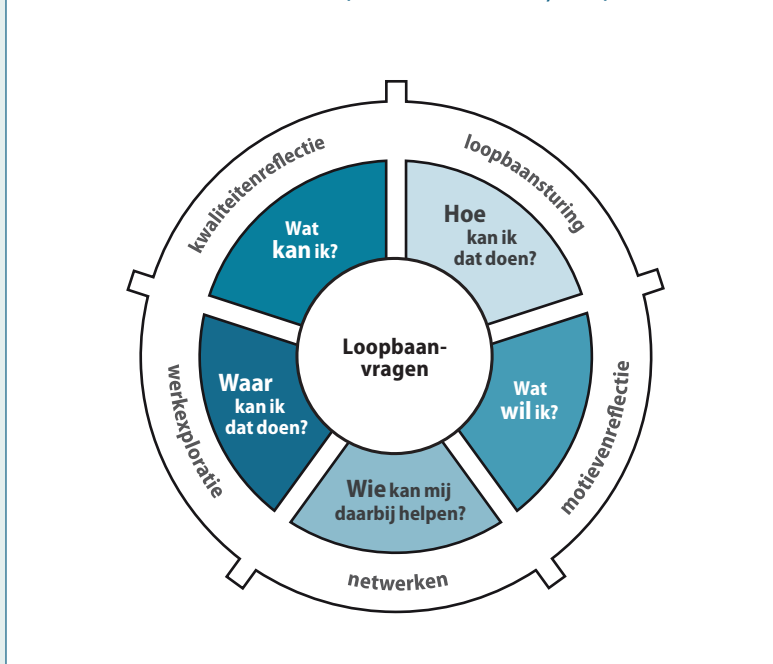 kwaliteitenreflectie
loopbaansturing
Wat
kan ik?
Hoe
kan ik
dat doen?
Loopbaan-
vragen
Waar
kan ik
dat doen?
Wat
wil ik?
werkexploratie
motievenreflectie
Wie kan mij
daarbij helpen?
netwerken